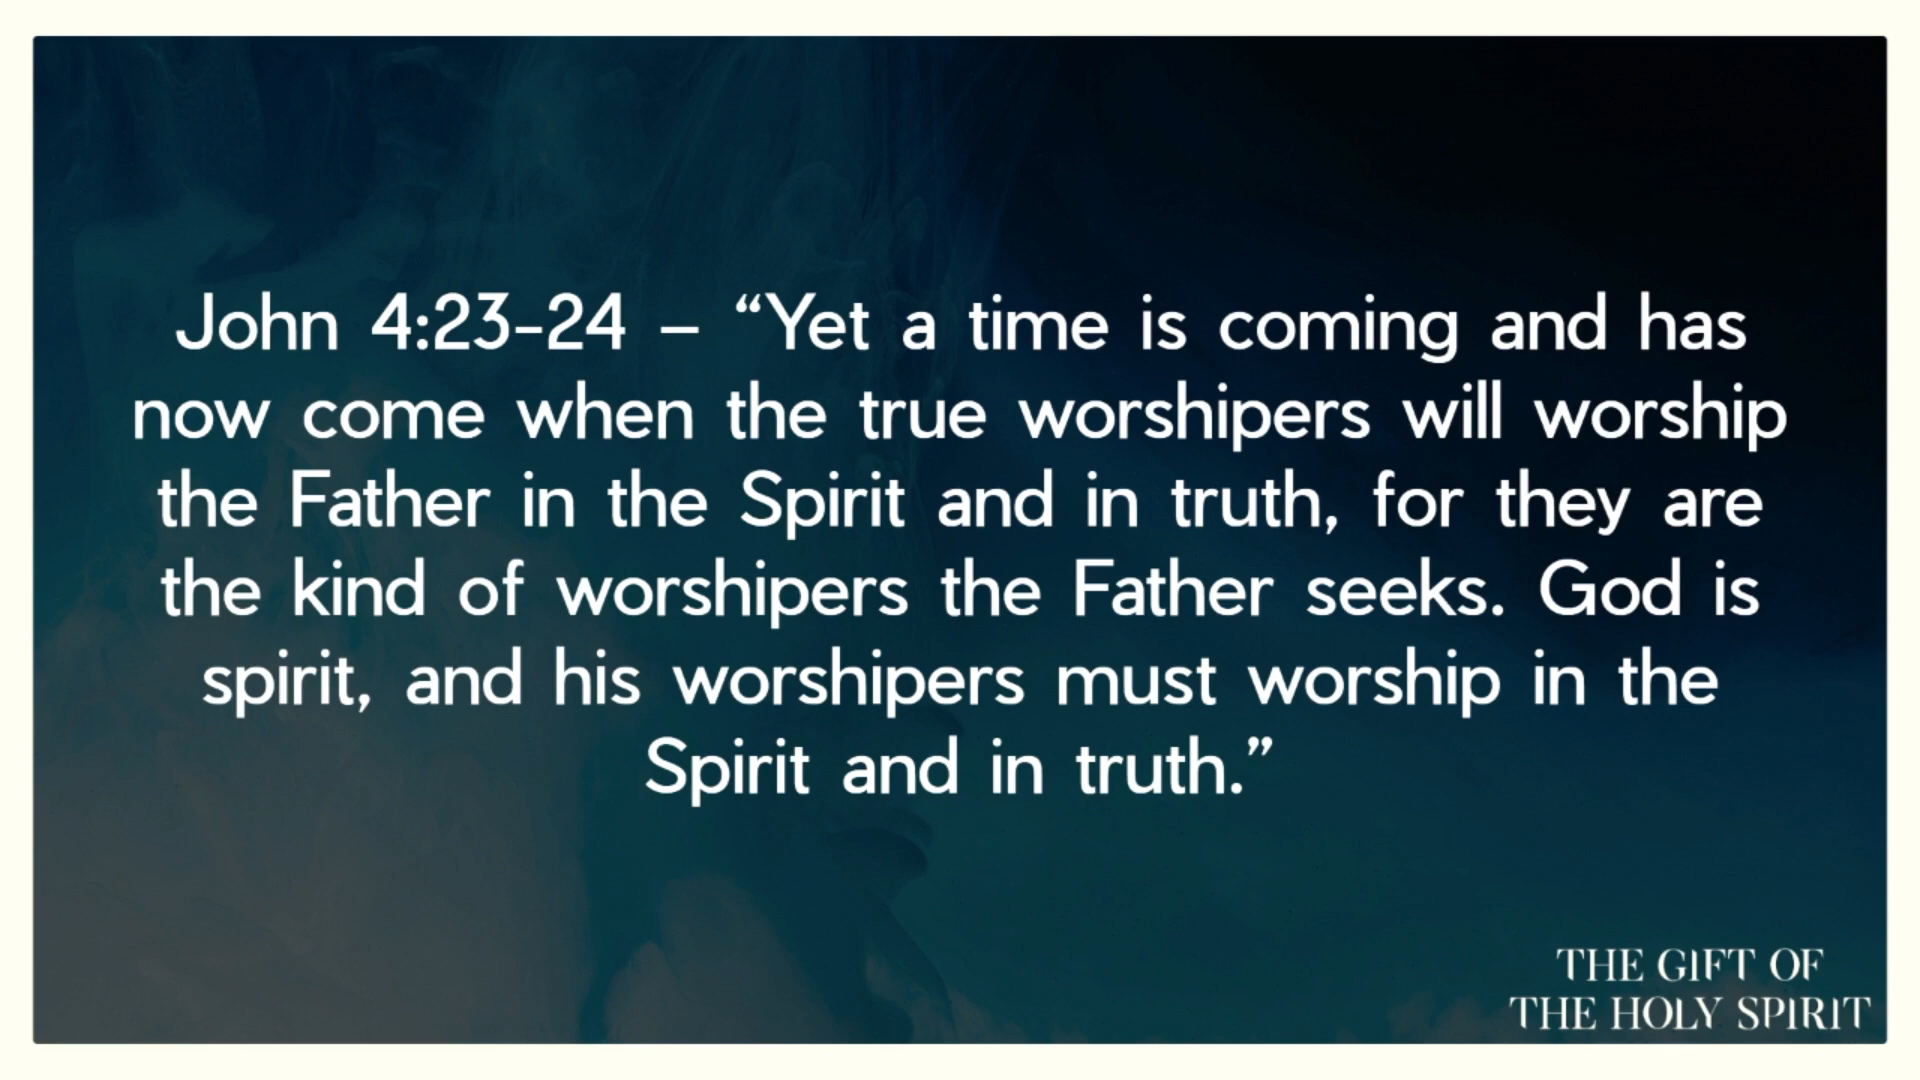 John 4:23-24 – “Yet a time is coming and has
now come when the true worshipers will worship
the Father in the Spirit and in truth, for they are
the kind of worshipers the Father seeks. God is
spirit, and his worshipers must worship in the
Spirit and in truth.”
THE GIFT OF
THE HOLY SPIRIT